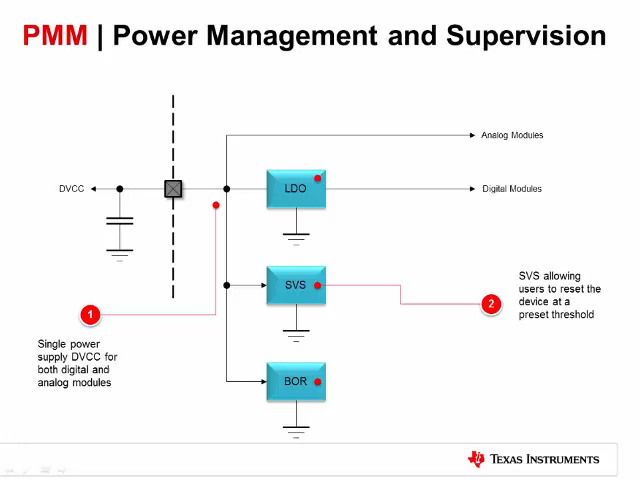 PMM | Power Management and Supervision
Analog Modules
DVCC
LDO
Digital Modules
SVS
SVS allowing
users to reset the
device at a
preset threshold
2
1
Single power
supply DVCC for
both digital and
analog modules
BOR
TEXAS INSTRUMENTS